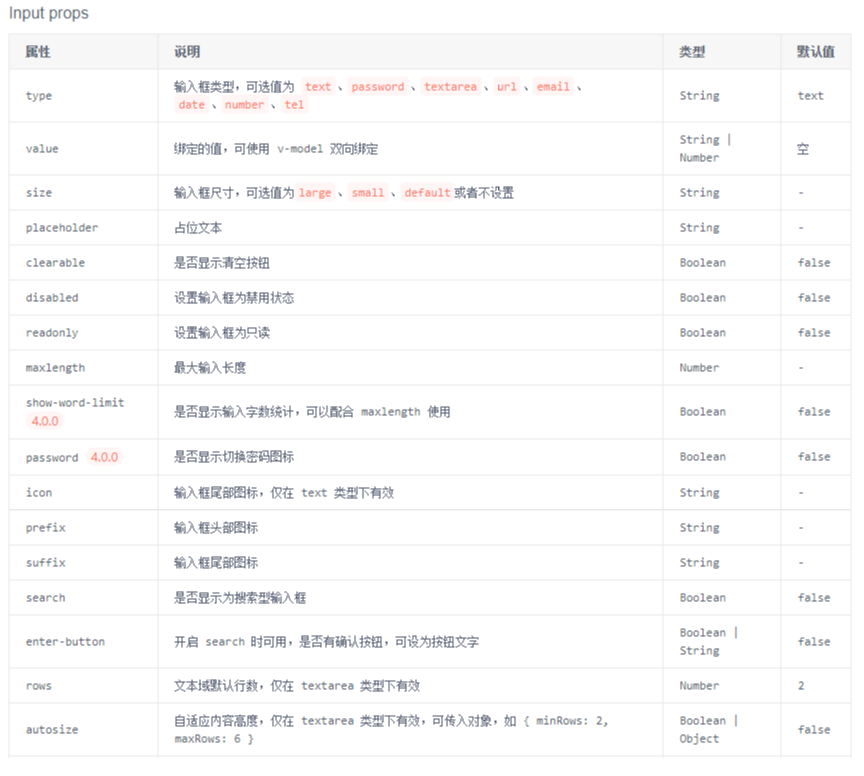 Input props
属性 说明 类型 默认值
type 输入框类型，可选值为 text 、 password 、 textarea 、 url 、 email 、 date 、 number 、 tel String text
value 绑定的值，可使用 v-model 双向绑定 String | Number 空
size 输入框尺寸，可选值为 large 、 small 、 default 或者不设置 String -
placeholder 占位文本 String -
clearable 是否显示清空按钮 Boolean false
disabled 设置输入框为禁用状态 Boolean false
readonly 设置输入框为只读 Boolean false
maxlength 最大输入长度 Number -
show-word-limit 4.0.0 是否显示输入字数统计，可以配合 maxlength 使用 Boolean false
password 4.0.0 是否显示切换密码图标 Boolean false
icon 输入框尾部图标，仅在 text 类型下有效 String -
prefix 输入框头部图标 String -
suffix 输入框尾部图标 String -
search 是否显示为搜索型输入框 Boolean false
enter-button 开启 search 时可用，是否有确认按钮，可设为按钮文字 Boolean | String false
rows 文本域默认行数，仅在 textarea 类型下有效 Number 2
autosize 自适应内容高度，仅在 textarea 类型下有效，可传入对象，如 { minRows: 2, maxRows: 6 } Boolean | Object false